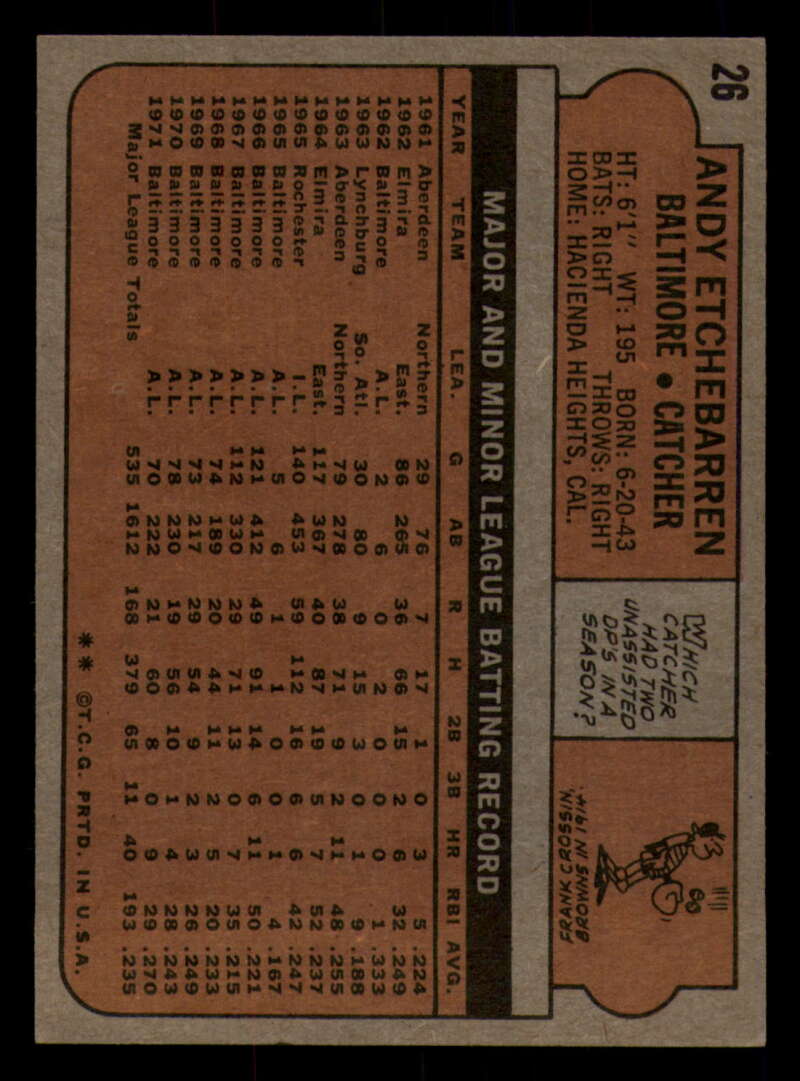 26
ANDY ETCHEBARREN
BALTIMORE • CATCHER
HT: 6'1" WT: 195 BORN: 6-20-43
BATS: RIGHT THROWS: RIGHT
HOME: HACIENDA HEIGHTS, CAL.
WHICH
CATCHER
HAD TWO
UNASSISTED
DP'S IN A
SEASON?
FRANK CROSSIN,
BROWNS IN 1914.
MAJOR AND MINOR LEAGUE BATTING RECORD
YEAR TEAM LEA. G AB R H 2B 3B HR RBI AVG.
1961 Aberdeen Northern 29 76 7 17 1 0 3 5 .224
1962 Elmira East. 86 265 36 66 15 2 6 32 .249
1962 Baltimore A.L. 2 6 0 2 0 0 0 1 .333
1963 Lynchburg So. Atl. 30 80 9 15 3 0 1 9 .188
1963 Aberdeen Northern 79 278 38 71 9 2 11 48 .255
1964 Elmira East. 117 367 40 87 19 5 7 52 .237
1965 Rochester I.L. 140 453 59 112 16 6 6 42 .247
1965 Baltimore A.L. 5 6 1 1 0 0 1 4 .167
1966 Baltimore A.L. 121 412 49 91 14 6 11 50 .221
1967 Baltimore A.L. 112 330 29 71 13 0 7 35 .215
1968 Baltimore A.L. 74 189 20 44 11 2 5 20 .233
1969 Baltimore A.L. 73 217 29 54 9 2 3 26 .249
1970 Baltimore A.L. 78 230 19 56 10 1 4 28 .243
1971 Baltimore A.L. 70 222 21 60 8 0 9 29 .270
Major League Totals 535 1612 168 379 65 11 40 193 .235
** ©T.C.G. PRTD. IN U.S.A.